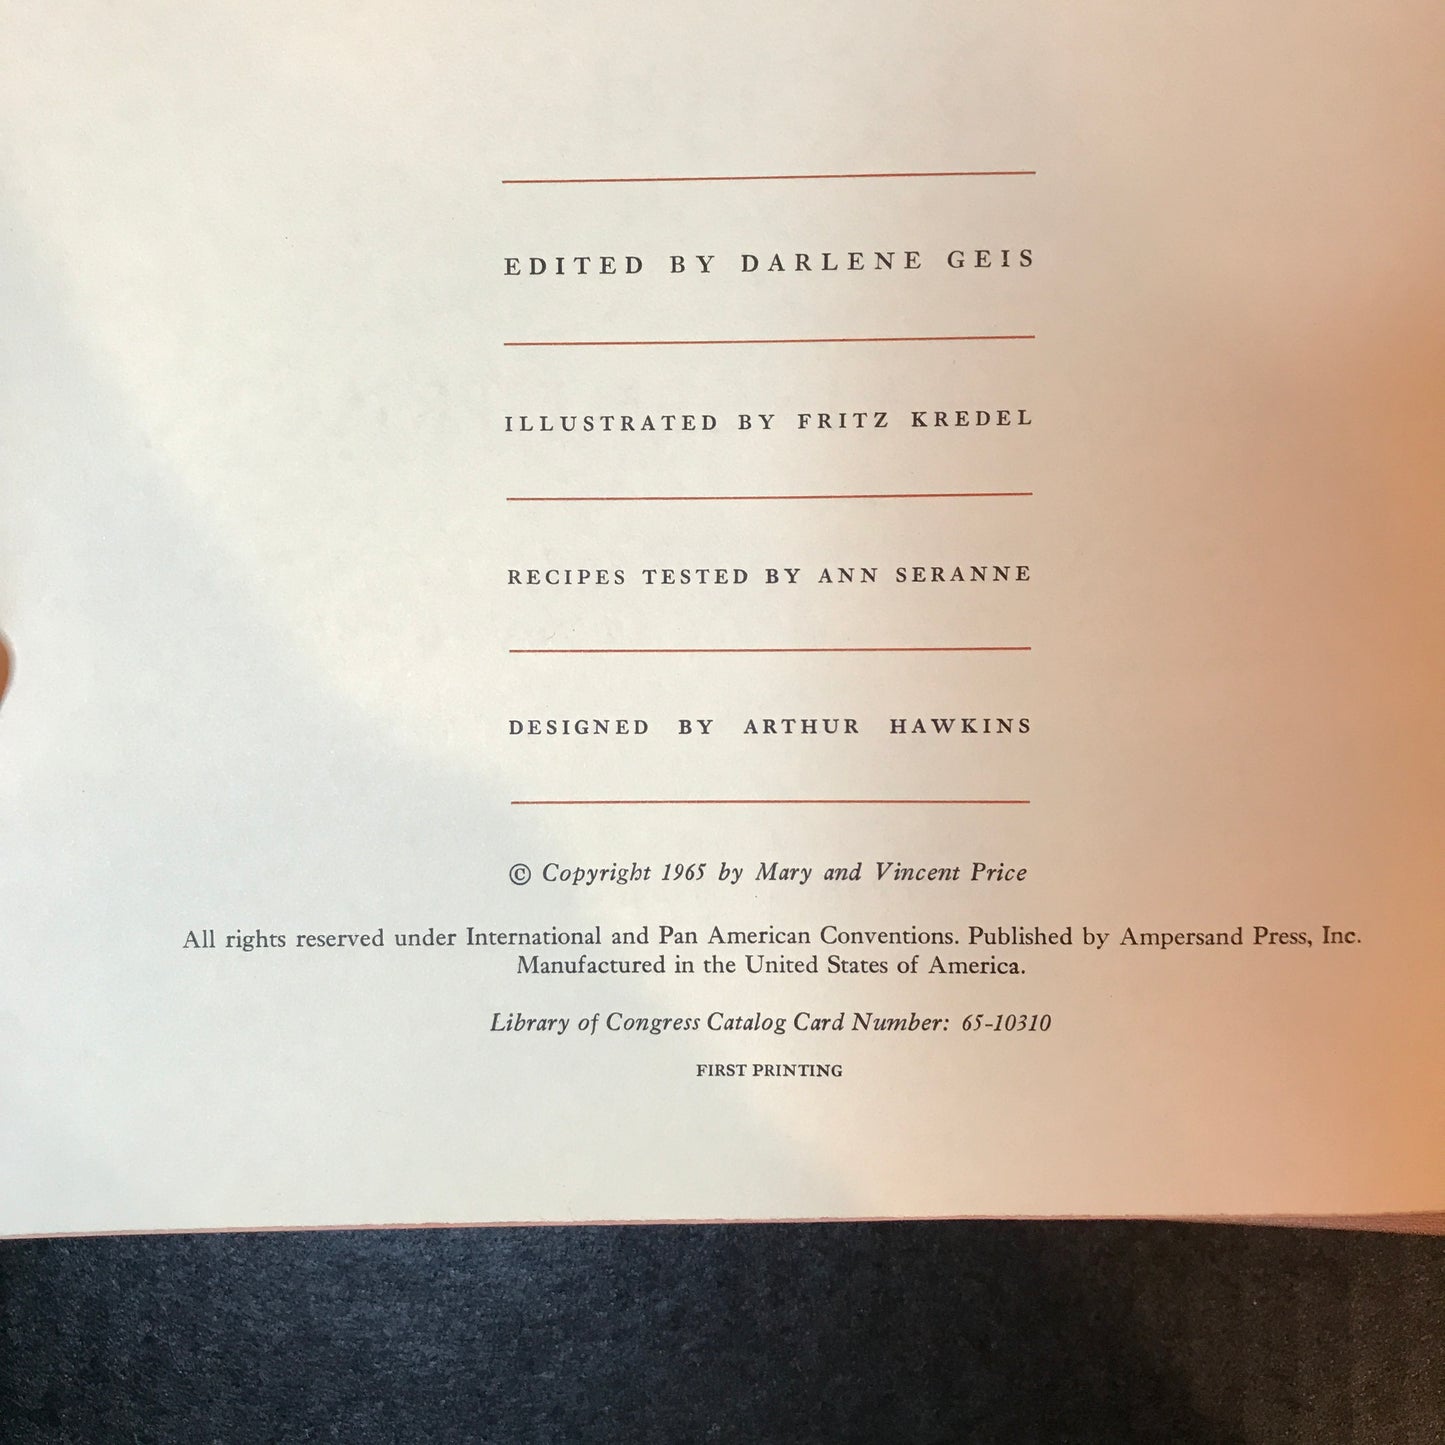 EDITED BY DARLENE GEIS
ILLUSTRATED BY FRITZ KREDEL
RECIPES TESTED BY ANN SERANNE
DESIGNED BY ARTHUR HAWKINS
© Copyright 1965 by Mary and Vincent Price
All rights reserved under International and Pan American Conventions. Published by Ampersand Press, Inc.
Manufactured in the United States of America.
Library of Congress Catalog Card Number: 65-10310
FIRST PRINTING